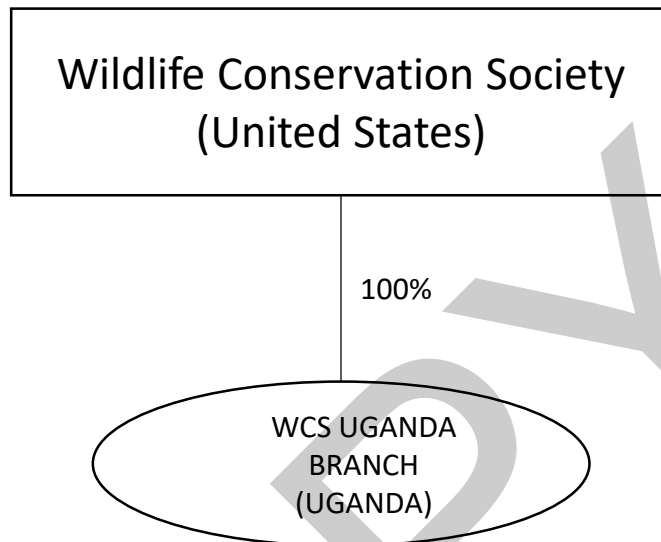 Wildlife Conservation Society
(United States)
100%
WCS UGANDA
BRANCH
(UGANDA)